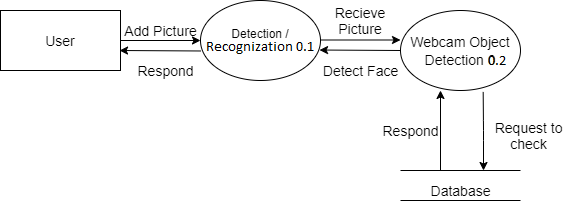 User
Add Picture
Respond
Detection /
Recognization 0.1
Recieve
Picture
Detect Face
Webcam Object
Detection 0.2
Respond
Request to
check
Database